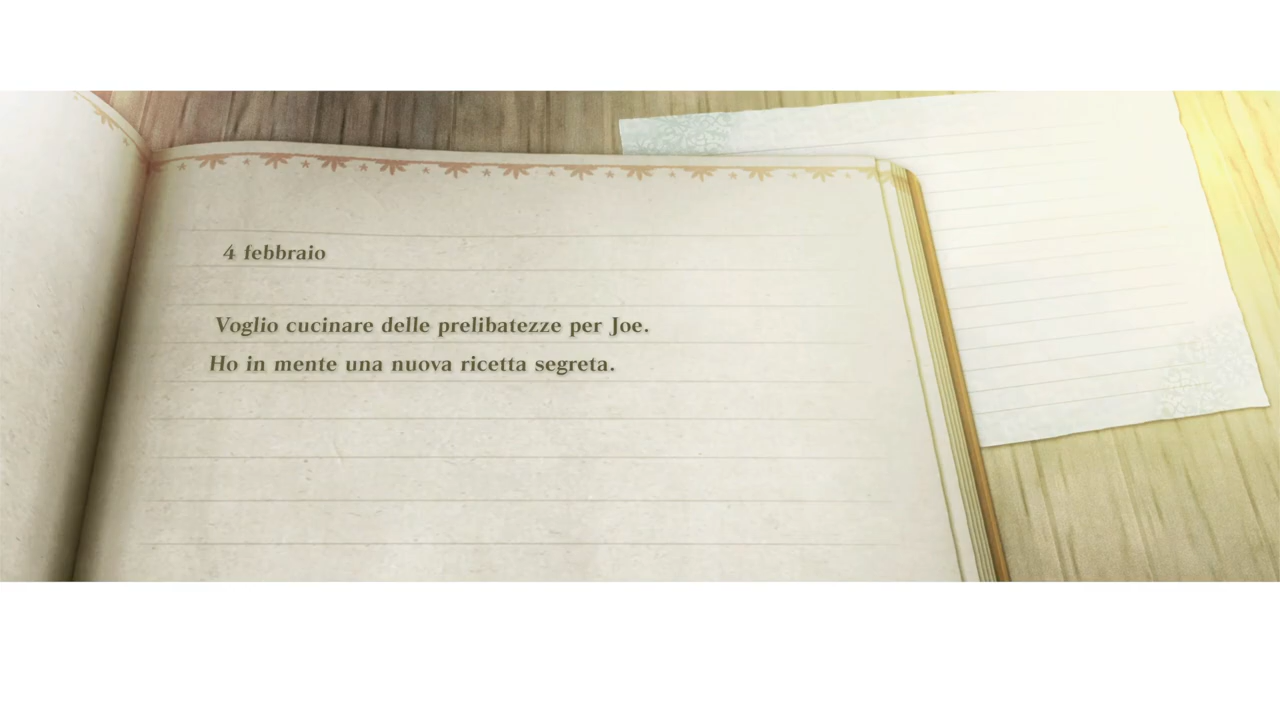 4 febbraio
Voglio cucinare delle prelibatezze per Joe.
Ho in mente una nuova ricetta segreta.